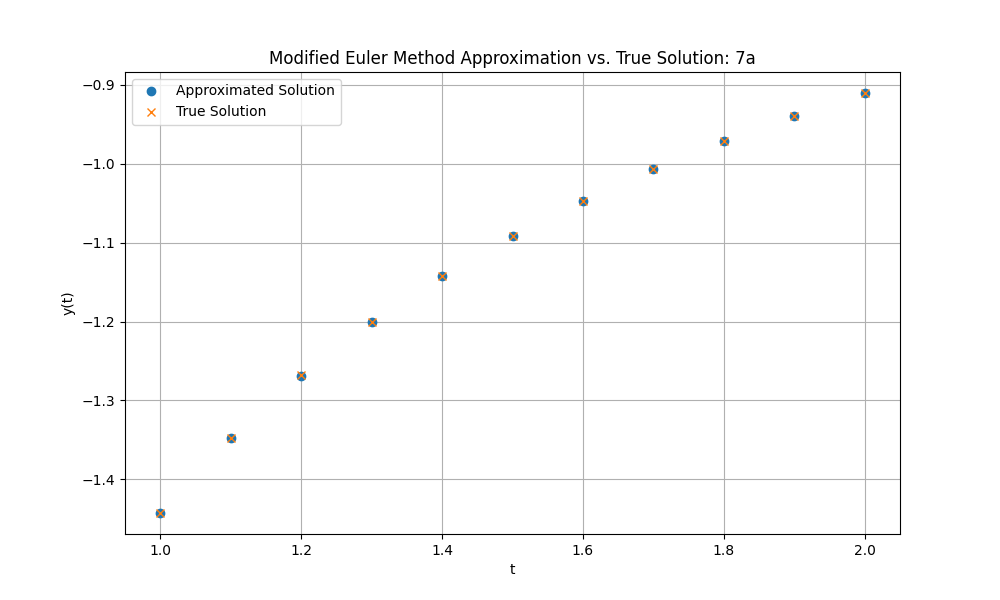 Modified Euler Method Approximation vs. True Solution: 7a
Approximated Solution
True Solution
y(t)
−0.9
−1.0
−1.1
−1.2
−1.3
−1.4
1.0
1.2
1.4
1.6
1.8
2.0
t